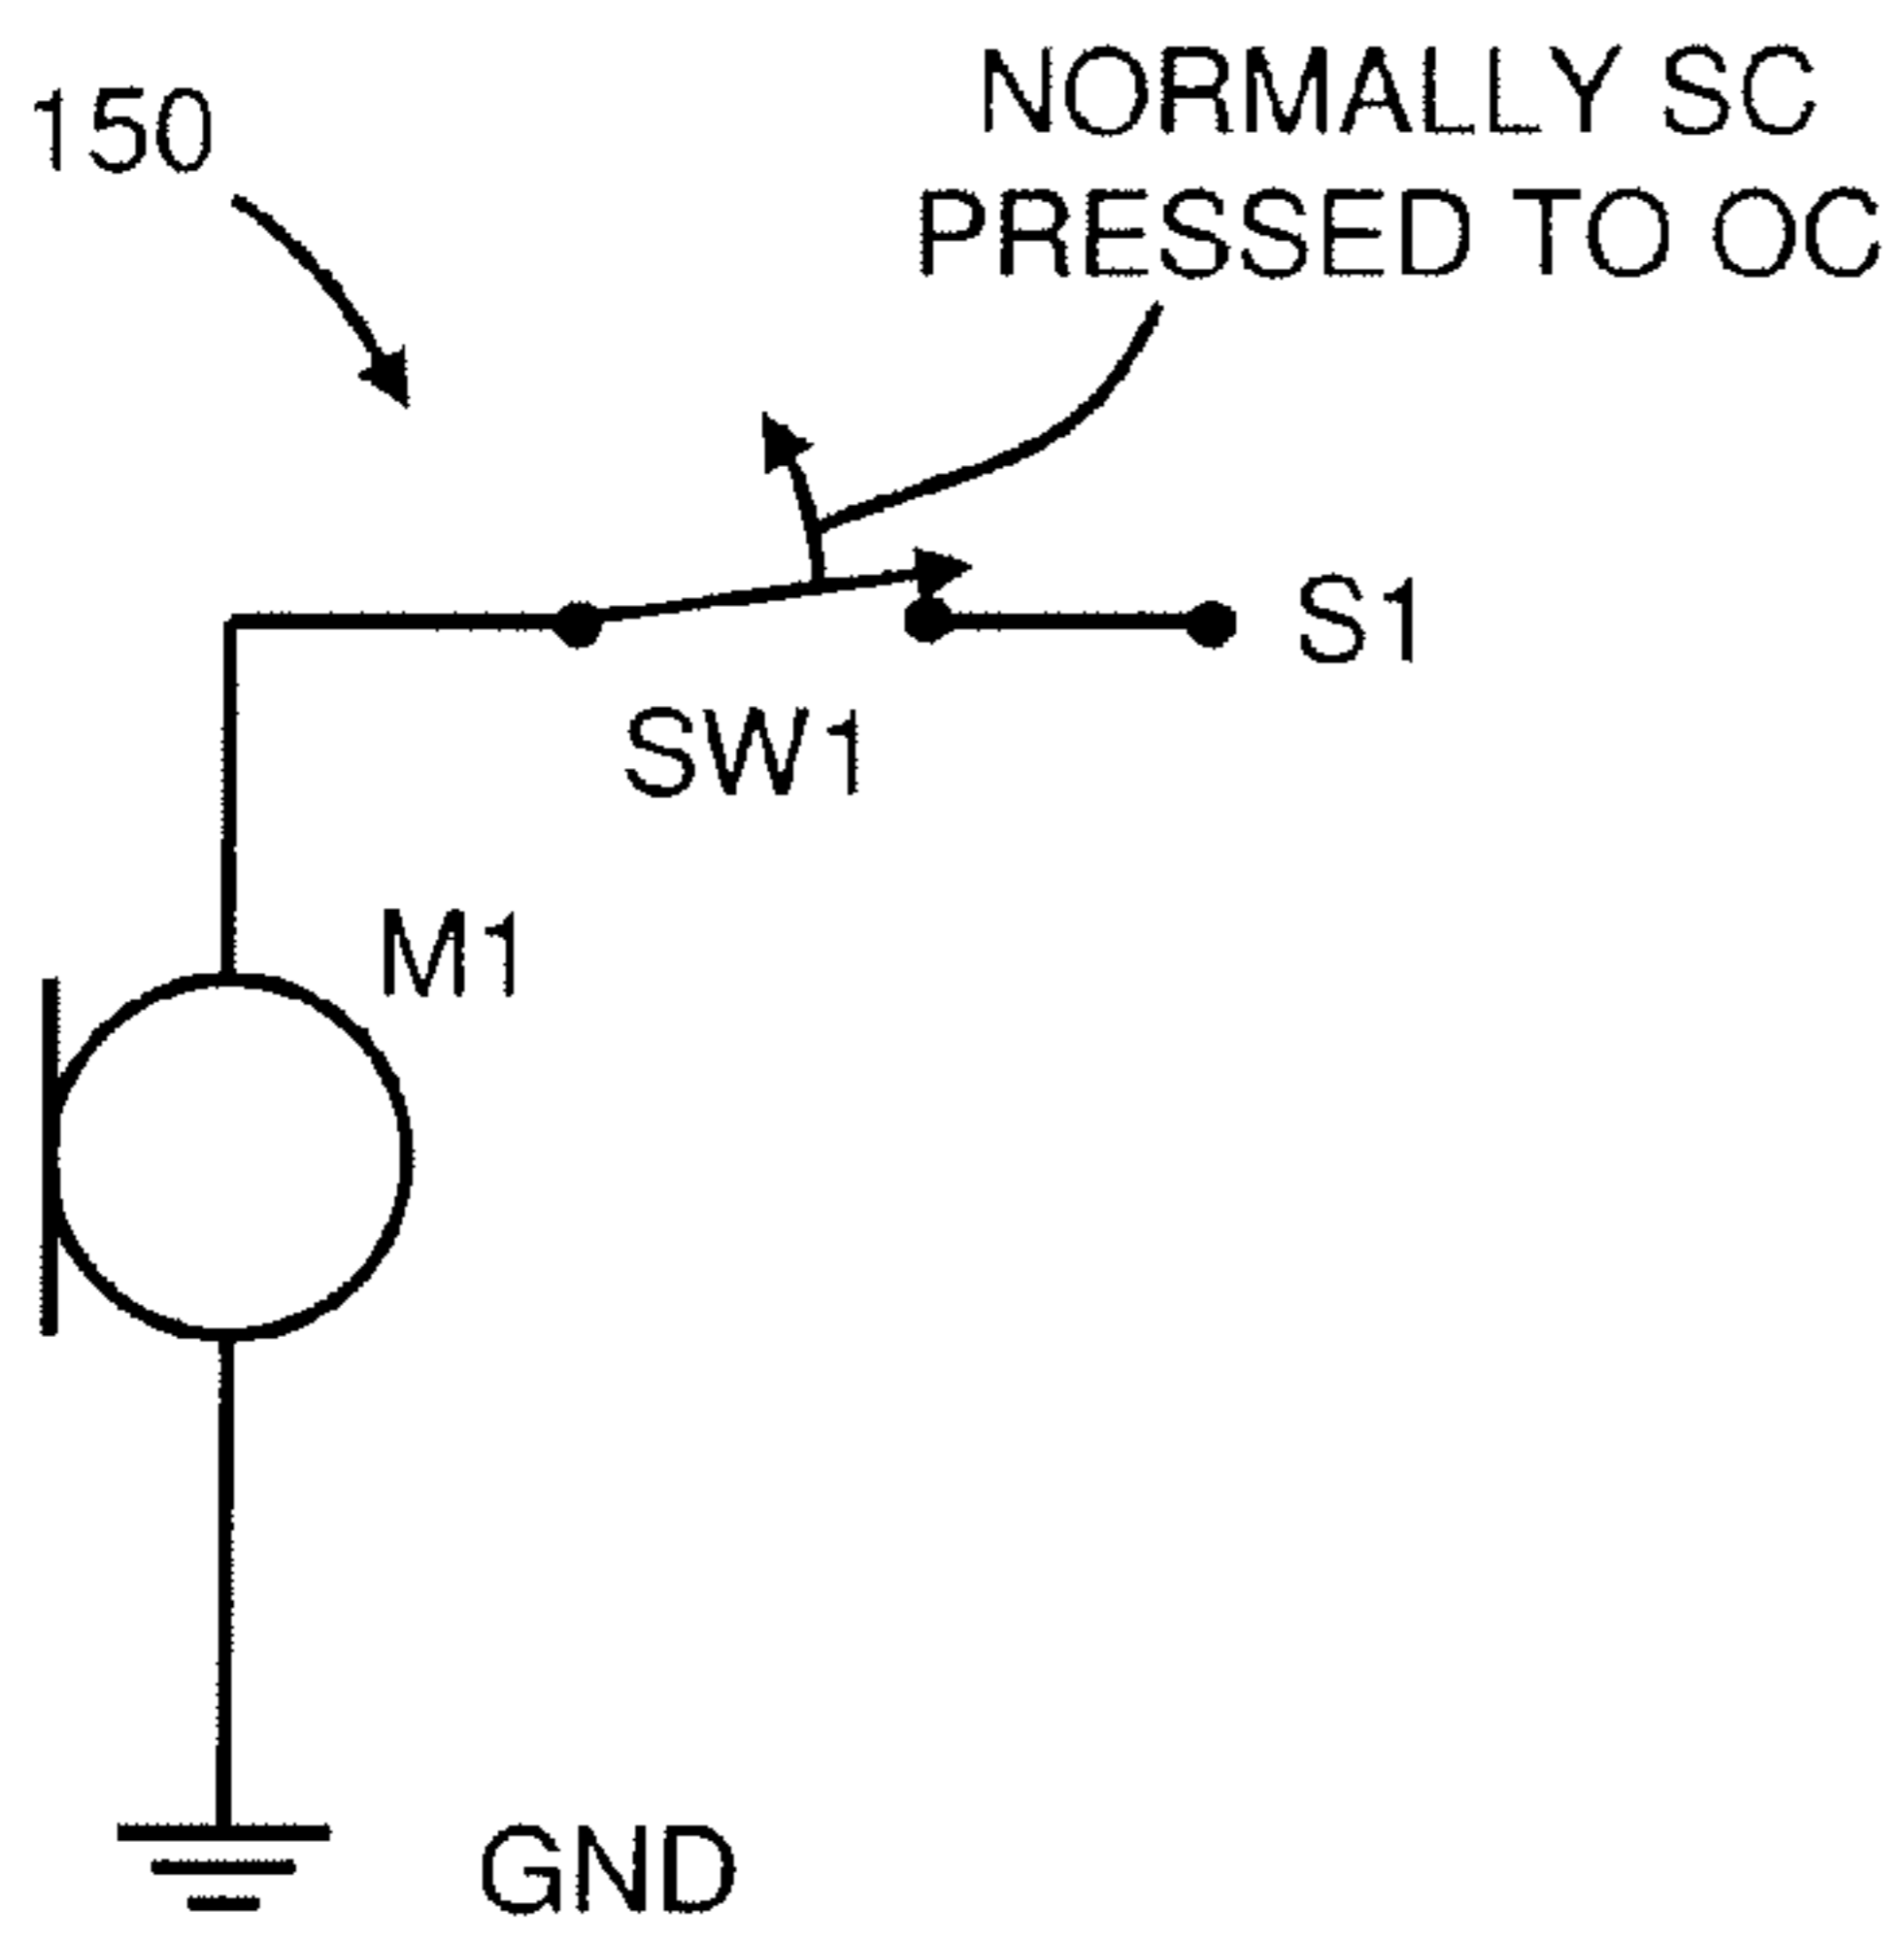 150
NORMALLY SC
PRESSED TO OC
S1
SW1
M1
GND